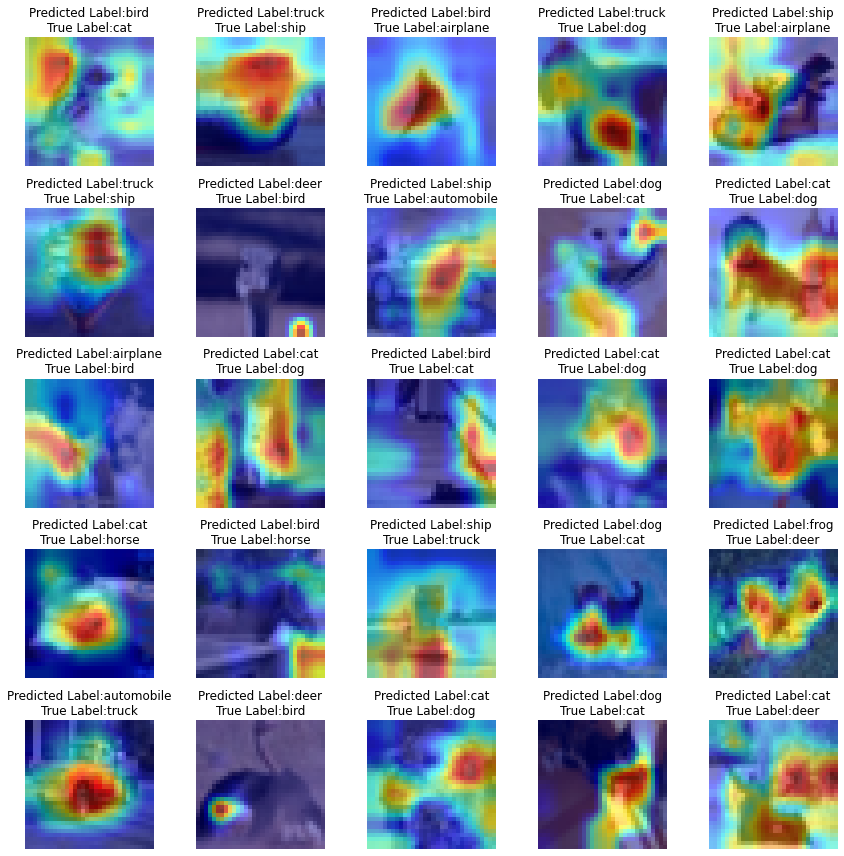 Predicted Label:bird
True Label:cat
Predicted Label:truck
True Label:ship
Predicted Label:bird
True Label:airplane
Predicted Label:truck
True Label:dog
Predicted Label:ship
True Label:airplane
Predicted Label:truck
True Label:ship
Predicted Label:deer
True Label:bird
Predicted Label:ship
True Label:automobile
Predicted Label:dog
True Label:cat
Predicted Label:cat
True Label:dog
Predicted Label:airplane
True Label:bird
Predicted Label:cat
True Label:dog
Predicted Label:bird
True Label:cat
Predicted Label:cat
True Label:dog
Predicted Label:cat
True Label:dog
Predicted Label:cat
True Label:horse
Predicted Label:bird
True Label:horse
Predicted Label:ship
True Label:truck
Predicted Label:dog
True Label:cat
Predicted Label:frog
True Label:deer
Predicted Label:automobile
True Label:truck
Predicted Label:deer
True Label:bird
Predicted Label:cat
True Label:dog
Predicted Label:dog
True Label:cat
Predicted Label:cat
True Label:deer